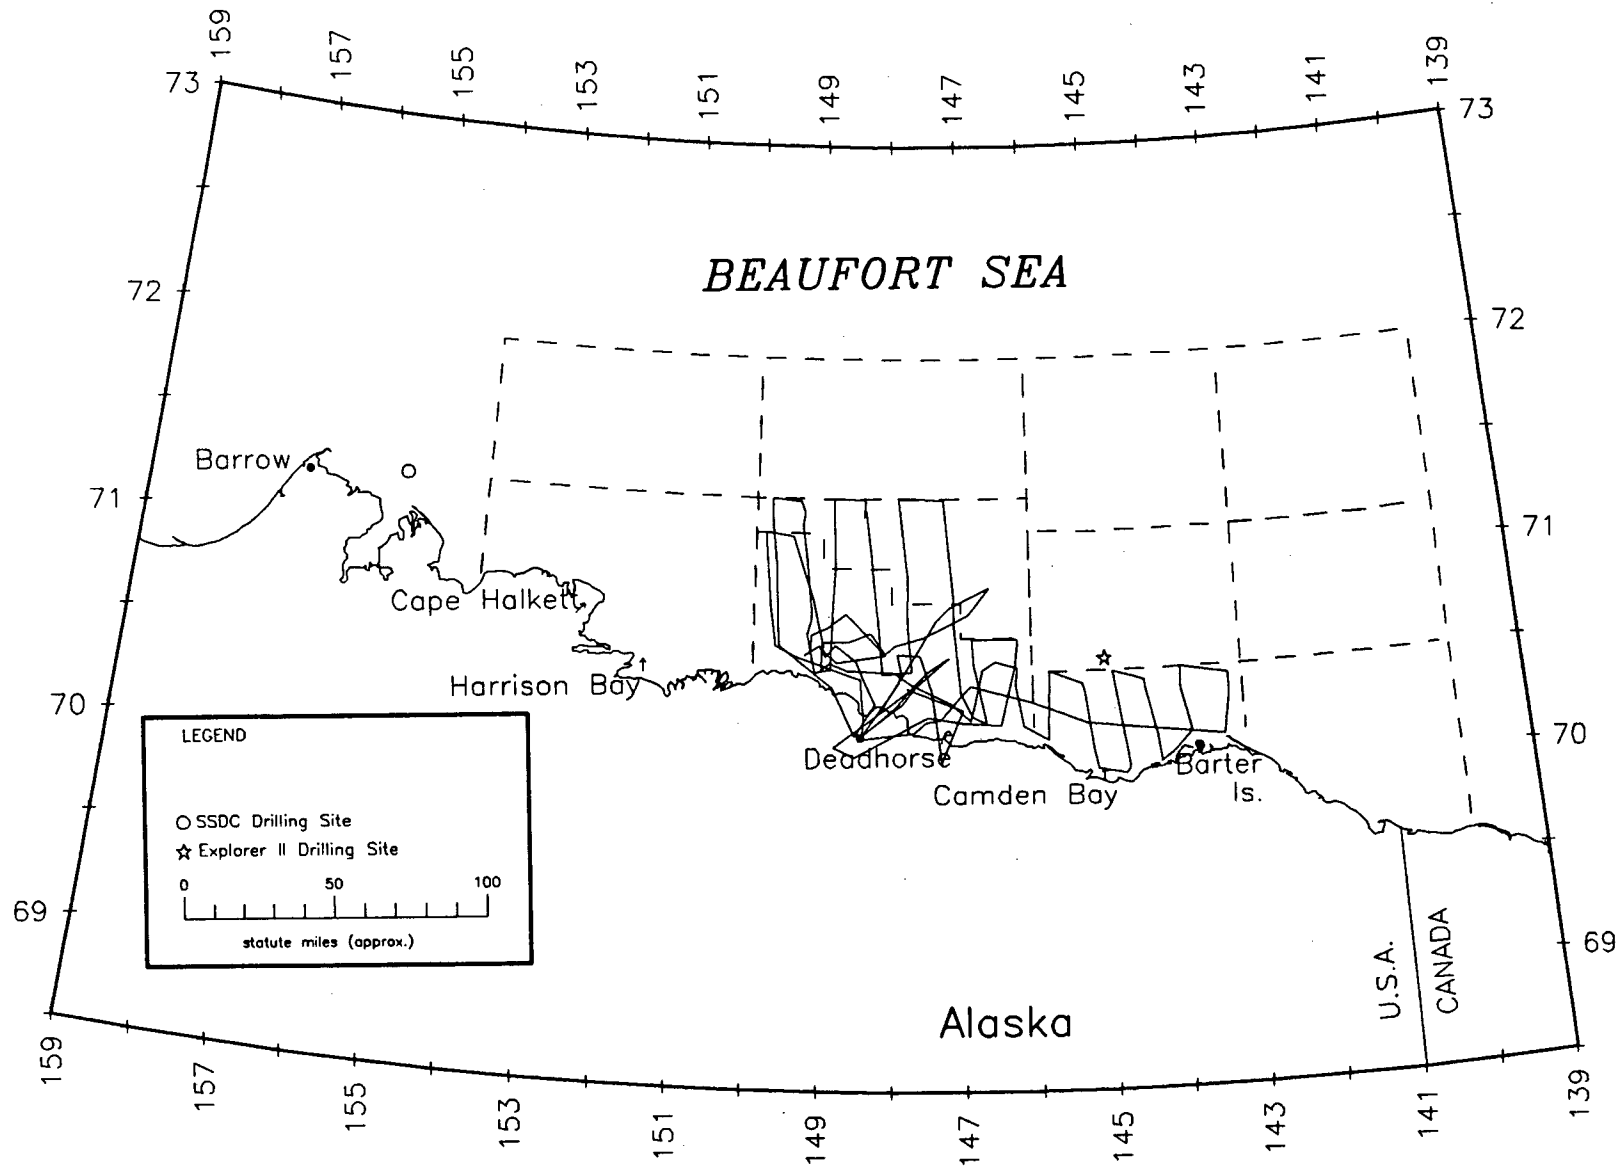 159 157 155 153 151 149 147 145 143 141 139
73 73
BEAUFORT SEA
72 72
Barrow
71 71
Cape Halkett
Harrison Bay
70 70
Deadhorse
Barter
Is.
Camden Bay
LEGEND
SSDC Drilling Site
Explorer II Drilling Site
0 50 100
statute miles (approx.)
69 69
U.S.A.
CANADA
Alaska
159 157 155 153 151 149 147 145 143 141 139